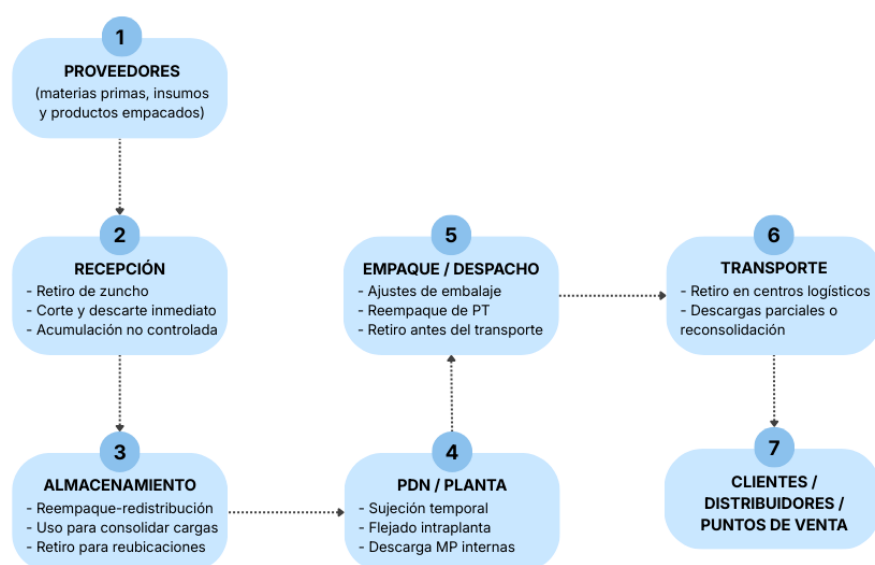 1
PROVEEDORES
(materias primas, insumos
y productos empacados)
2
RECEPCIÓN
- Retiro de zuncho
- Corte y descarte inmediato
- Acumulación no controlada
3
ALMACENAMIENTO
- Reempaque-redistribución
- Uso para consolidar cargas
- Retiro para reubicaciones
4
PDN / PLANTA
- Sujeción temporal
- Flejado intraplanta
- Descarga MP internas
5
EMPAQUE / DESPACHO
- Ajustes de embalaje
- Reempaque de PT
- Retiro antes del transporte
6
TRANSPORTE
- Retiro en centros logísticos
- Descargas parciales o
reconsolidación
7
CLIENTES /
DISTRIBUIDORES /
PUNTOS DE VENTA